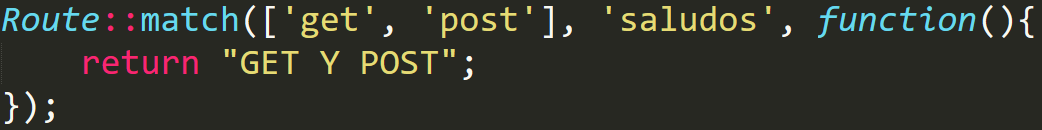 Route::match(['get', 'post'], 'saludos', function(){
    return "GET Y POST";
});